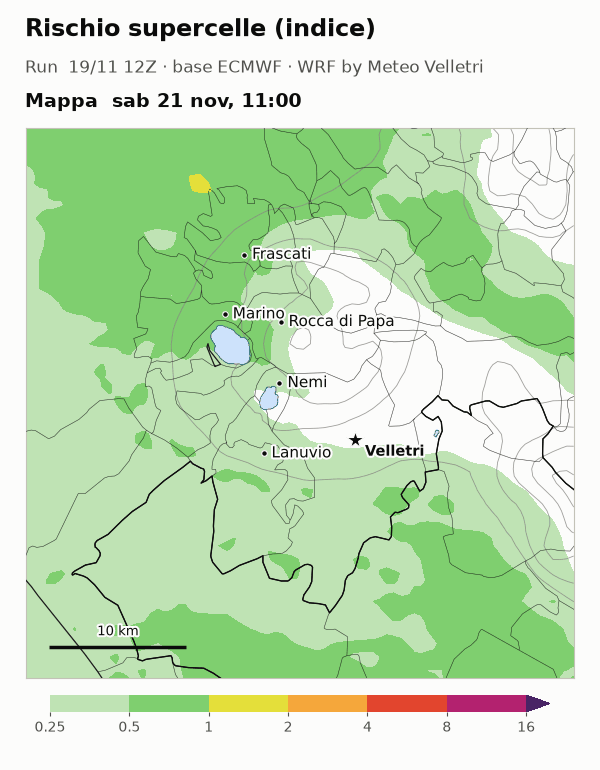 Rischio supercelle (indice)
Run  19/11 12Z · base ECMWF · WRF by Meteo Velletri
Mappa  sab 21 nov, 11:00
Frascati
Marino
Rocca di Papa
Nemi
Velletri
Lanuvio
10 km
0.25 0.5 1 2 4 8 16